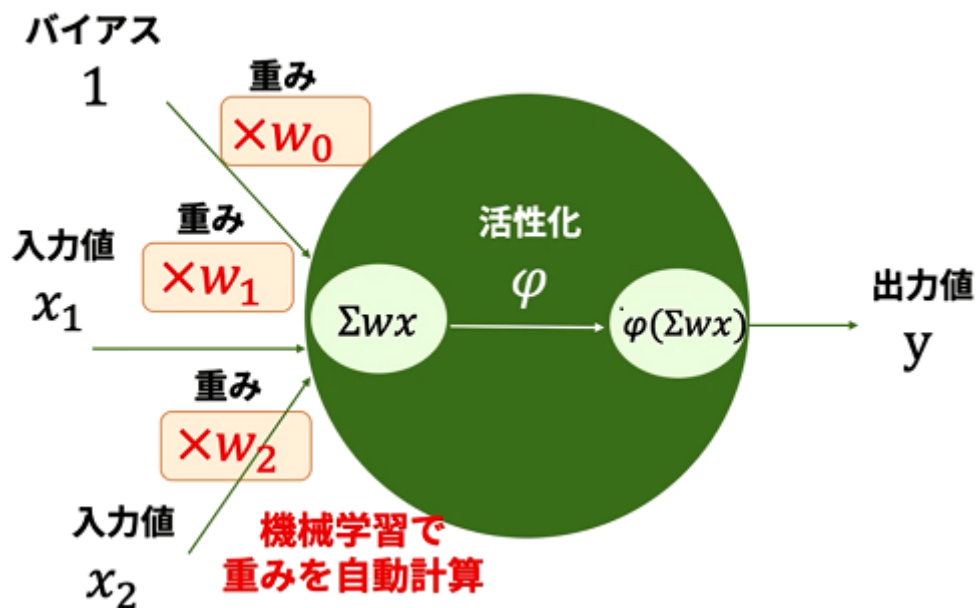 バイアス
1
重み
×w₀
重み
×w₁
入力値
x₁
活性化
φ
Σwx
φ(Σwx)
出力値
y
重み
×w₂
入力値
x₂
機械学習で
重みを自動計算